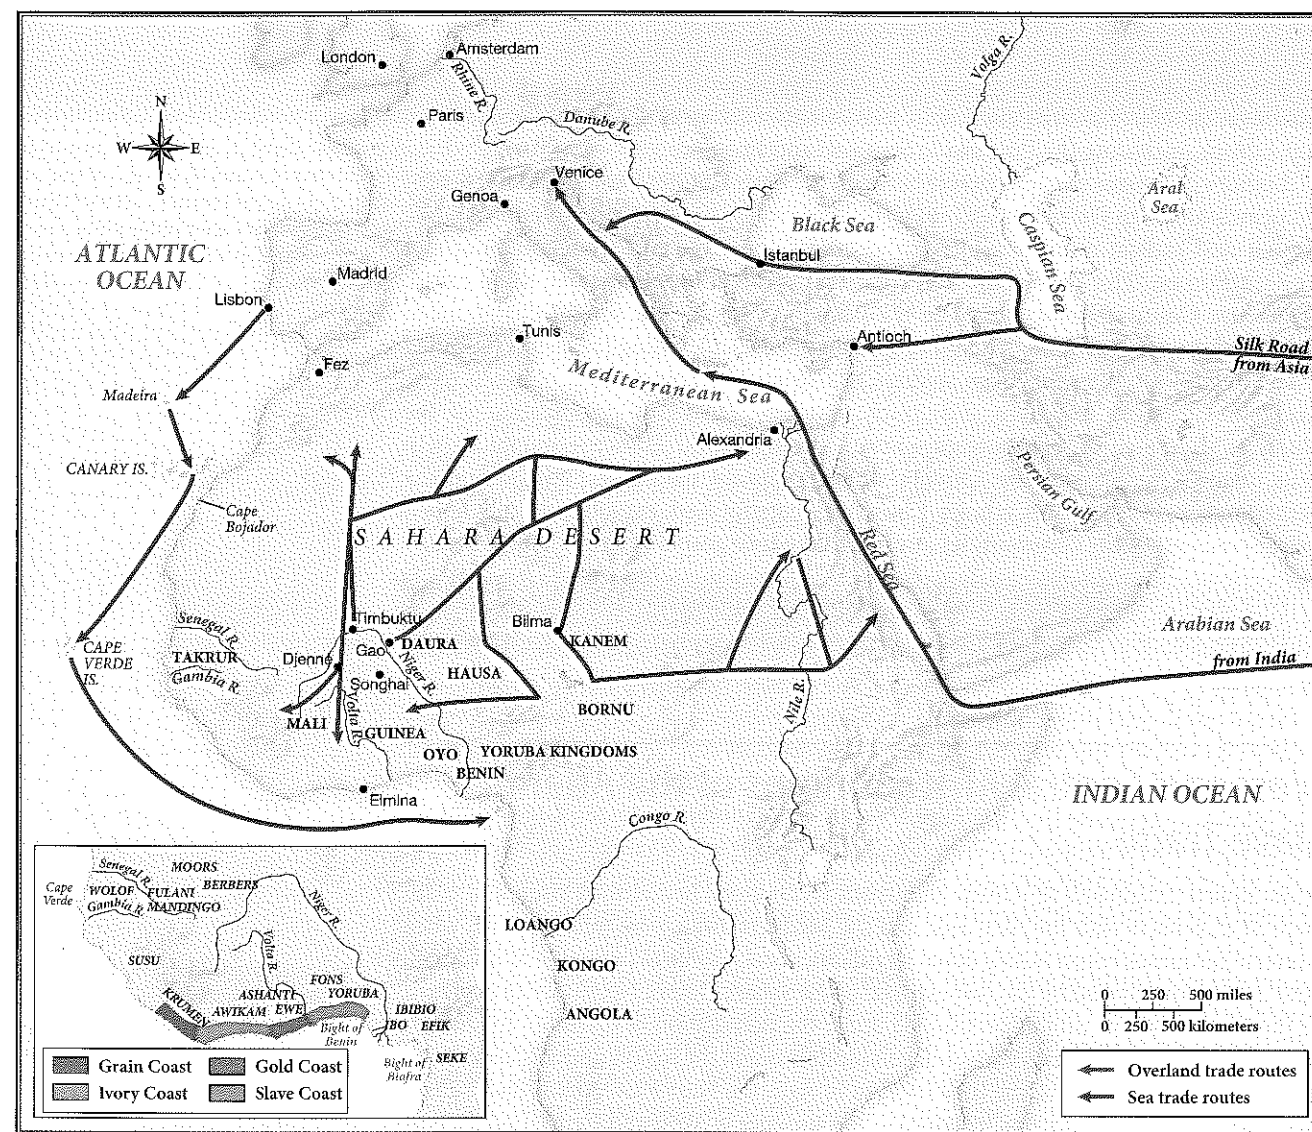 London
Amsterdam
Rhine R.
Paris
Danube R.
Volga R.
N
W
E
S
Venice
Genoa
Black Sea
Aral
Sea
Caspian Sea
ATLANTIC
OCEAN
Istanbul
Madrid
Lisbon
Tunis
Antioch
Silk Road
from Asia
Fez
Mediterranean Sea
Madeira
Alexandria
CANARY IS.
Persian Gulf
Cape
Bojador
SAHARA DESERT
Red Sea
Senegal R.
Timbuktu
Bilma
Arabian Sea
CAPE
VERDE
IS.
TAKRUR
Gao
DAURA
KANEM
Gambia R.
Djenne
Niger R.
HAUSA
from India
Songhai
Nile R.
MALI
Volta R.
BORNU
GUINEA
OYO
YORUBA KINGDOMS
BENIN
Elmina
INDIAN OCEAN
Congo R.
LOANGO
KONGO
ANGOLA
Senegal R.
MOORS
Cape
Verde
WOLOF
FULANI
BERBERS
Niger R.
Gambia R.
MANDINGO
Volta R.
SUSU
FONS
ASHANTI
YORUBA
KRUMEN
AWIKAM
EWE
IBIBIO
IBO
EFIK
Bight of
Benin
Bight of
Biafra
SEKE
Grain Coast
Gold Coast
Ivory Coast
Slave Coast
0 250 500 miles
0 250 500 kilometers
Overland trade routes
Sea trade routes